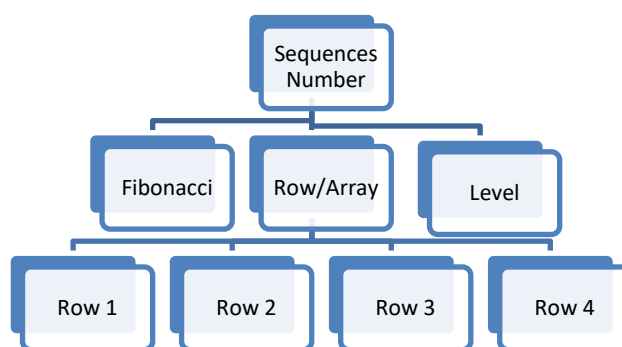 Sequences
Number
Fibonacci
Row/Array
Level
Row 1
Row 2
Row 3
Row 4